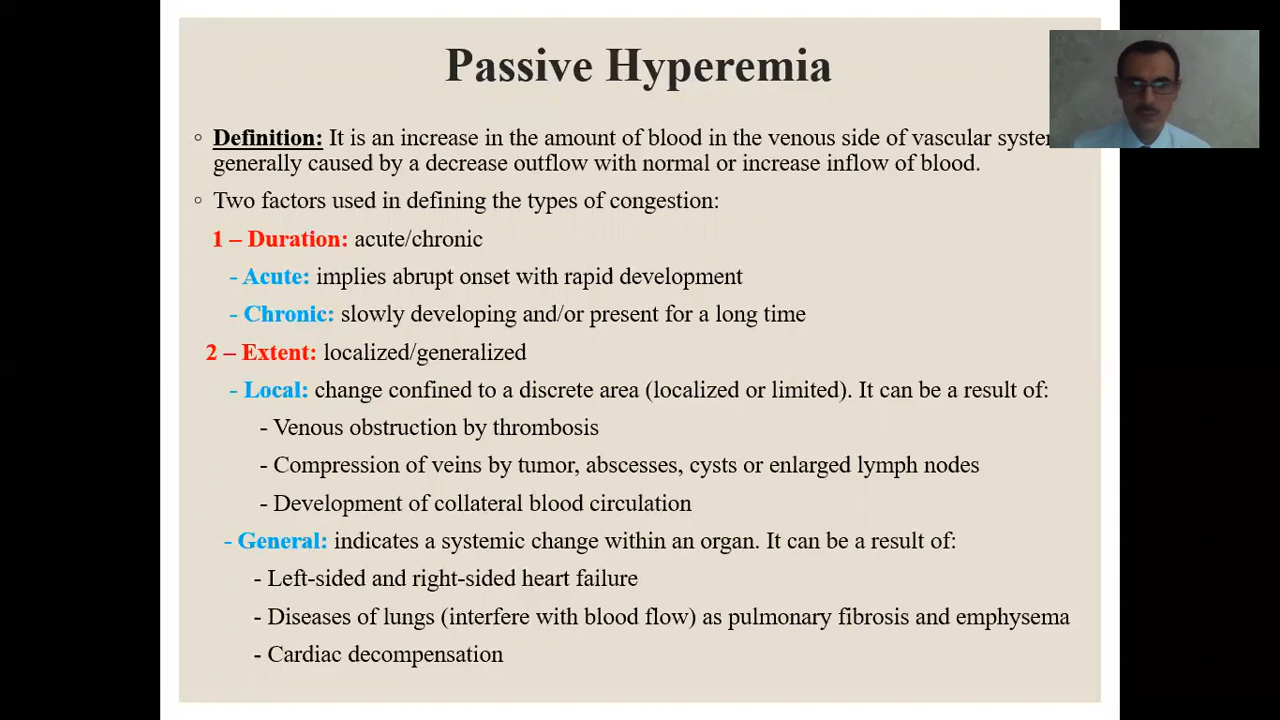 Passive Hyperemia
◦ Definition: It is an increase in the amount of blood in the venous side of vascular system
generally caused by a decrease outflow with normal or increase inflow of blood.
◦ Two factors used in defining the types of congestion:
1 – Duration: acute/chronic
- Acute: implies abrupt onset with rapid development
- Chronic: slowly developing and/or present for a long time
2 – Extent: localized/generalized
- Local: change confined to a discrete area (localized or limited). It can be a result of:
- Venous obstruction by thrombosis
- Compression of veins by tumor, abscesses, cysts or enlarged lymph nodes
- Development of collateral blood circulation
- General: indicates a systemic change within an organ. It can be a result of:
- Left-sided and right-sided heart failure
- Diseases of lungs (interfere with blood flow) as pulmonary fibrosis and emphysema
- Cardiac decompensation